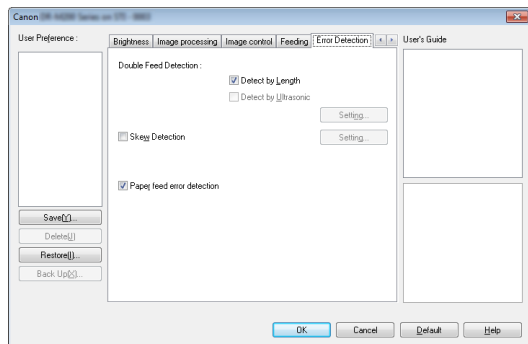 Canon
User Preference :
Brightness
Image processing
Image control
Feeding
Error Detection
User's Guide
Double Feed Detection :
Detect by Length
Detect by Ultrasonic
Setting...
Skew Detection
Setting...
Paper feed error detection
Save(Y)...
Delete(J)
Restore(I)...
Back Up(X)...
OK
Cancel
Default
Help